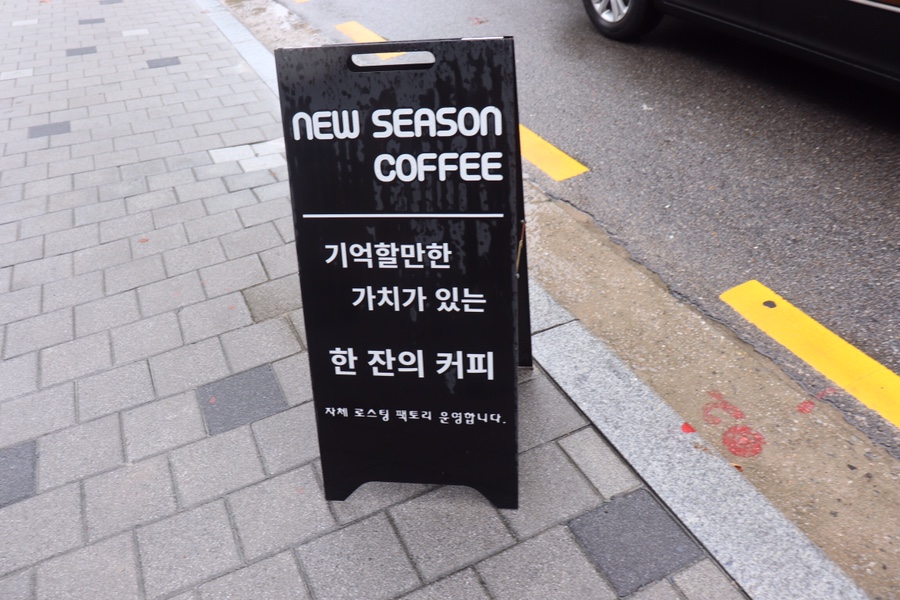 NEW SEASON
COFFEE
기억할만한
가치가 있는
한 잔의 커피
자체 로스팅 팩토리 운영합니다.